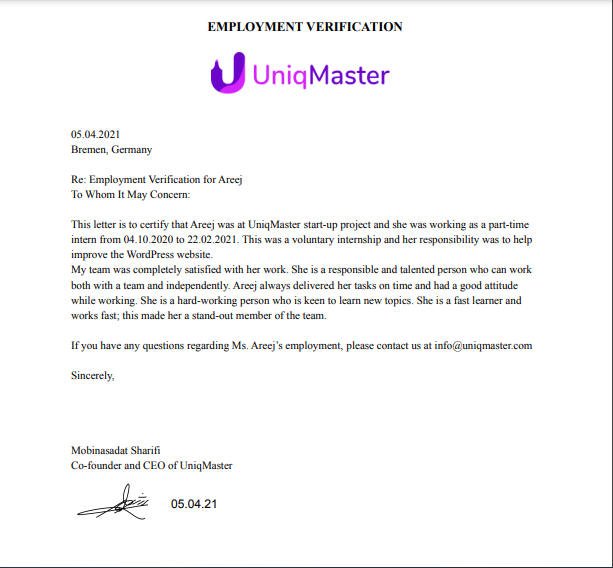 EMPLOYMENT VERIFICATION
UniqMaster
05.04.2021
Bremen, Germany
Re: Employment Verification for Areej
To Whom It May Concern:
This letter is to certify that Areej was at UniqMaster start-up project and she was working as a part-time
intern from 04.10.2020 to 22.02.2021. This was a voluntary internship and her responsibility was to help
improve the WordPress website.
My team was completely satisfied with her work. She is a responsible and talented person who can work
both with a team and independently. Areej always delivered her tasks on time and had a good attitude
while working. She is a hard-working person who is keen to learn new topics. She is a fast learner and
works fast; this made her a stand-out member of the team.
If you have any questions regarding Ms. Areej’s employment, please contact us at info@uniqmaster.com
Sincerely,
Mobinasadat Sharifi
Co-founder and CEO of UniqMaster
05.04.21